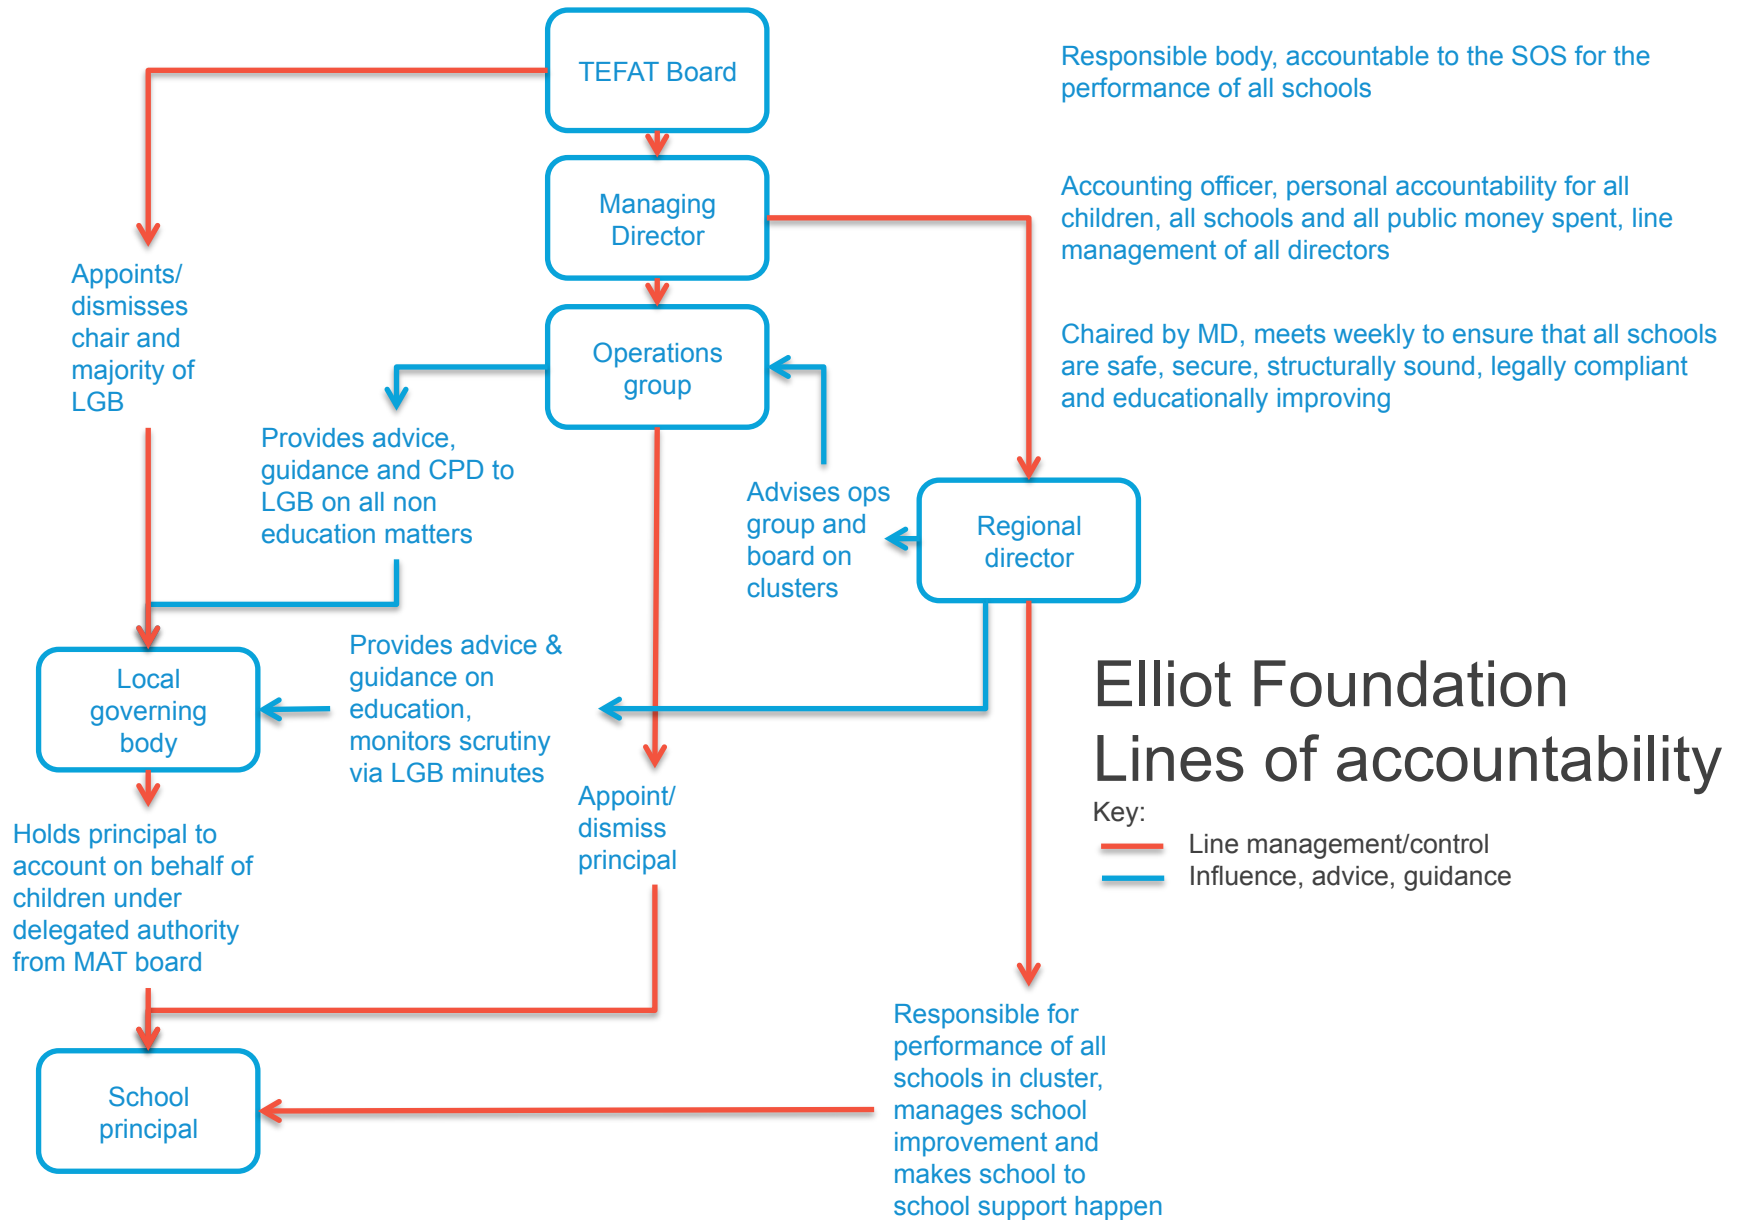 TEFAT Board
Responsible body, accountable to the SOS for the
performance of all schools
Managing
Director
Accounting officer, personal accountability for all
children, all schools and all public money spent, line
management of all directors
Appoints/
dismisses
chair and
majority of
LGB
Operations
group
Chaired by MD, meets weekly to ensure that all schools
are safe, secure, structurally sound, legally compliant
and educationally improving
Provides advice,
guidance and CPD to
LGB on all non
education matters
Advises ops
group and
board on
clusters
Regional
director
Local
governing
body
Provides advice &
guidance on
education,
monitors scrutiny
via LGB minutes
Elliot Foundation
Lines of accountability
Key:
Line management/control
Influence, advice, guidance
Appoint/
dismiss
principal
Holds principal to
account on behalf of
children under
delegated authority
from MAT board
School
principal
Responsible for
performance of all
schools in cluster,
manages school
improvement and
makes school to
school support happen